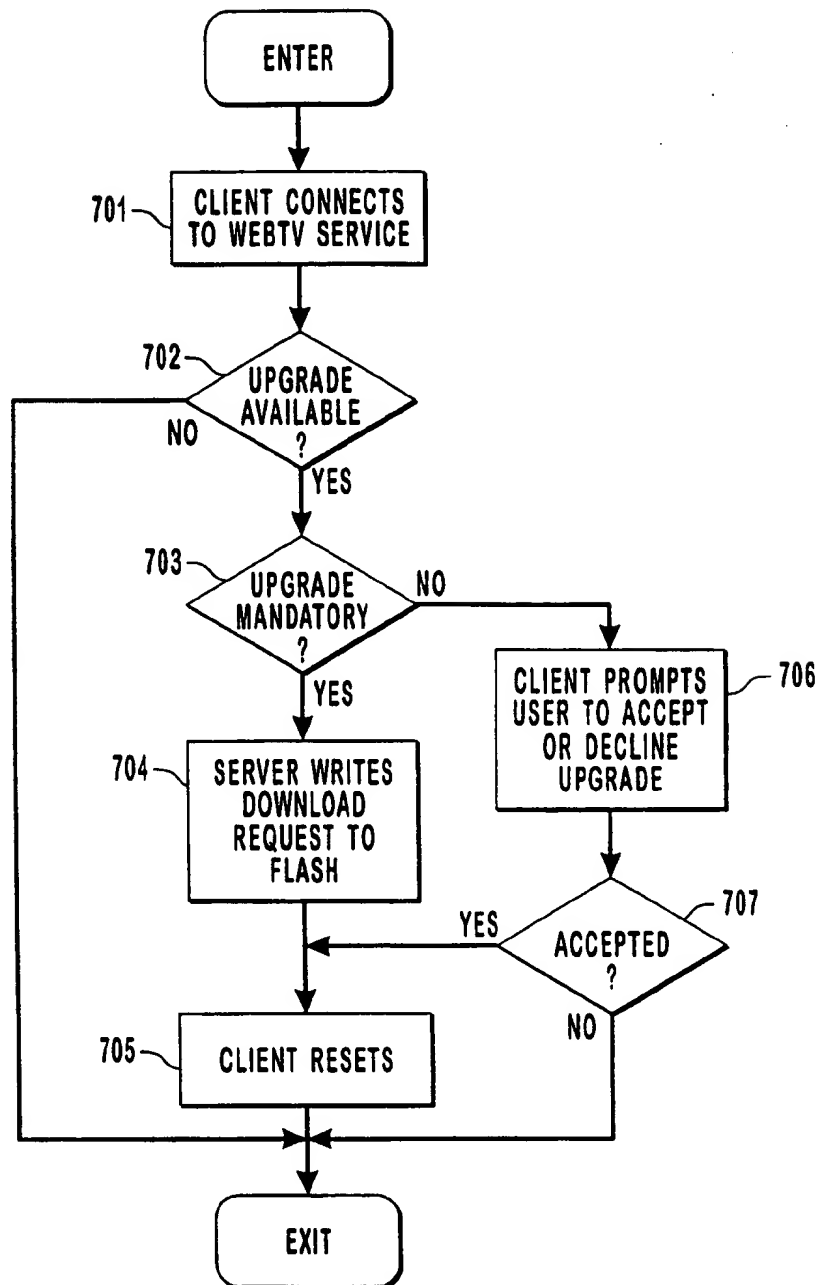 ENTER
701
CLIENT CONNECTS
TO WEBTV SERVICE
702
UPGRADE
AVAILABLE
?
NO
YES
703
UPGRADE
MANDATORY
?
NO
YES
CLIENT PROMPTS
USER TO ACCEPT
OR DECLINE
UPGRADE
706
704
SERVER WRITES
DOWNLOAD
REQUEST TO
FLASH
707
YES
ACCEPTED
?
NO
705
CLIENT RESETS
EXIT